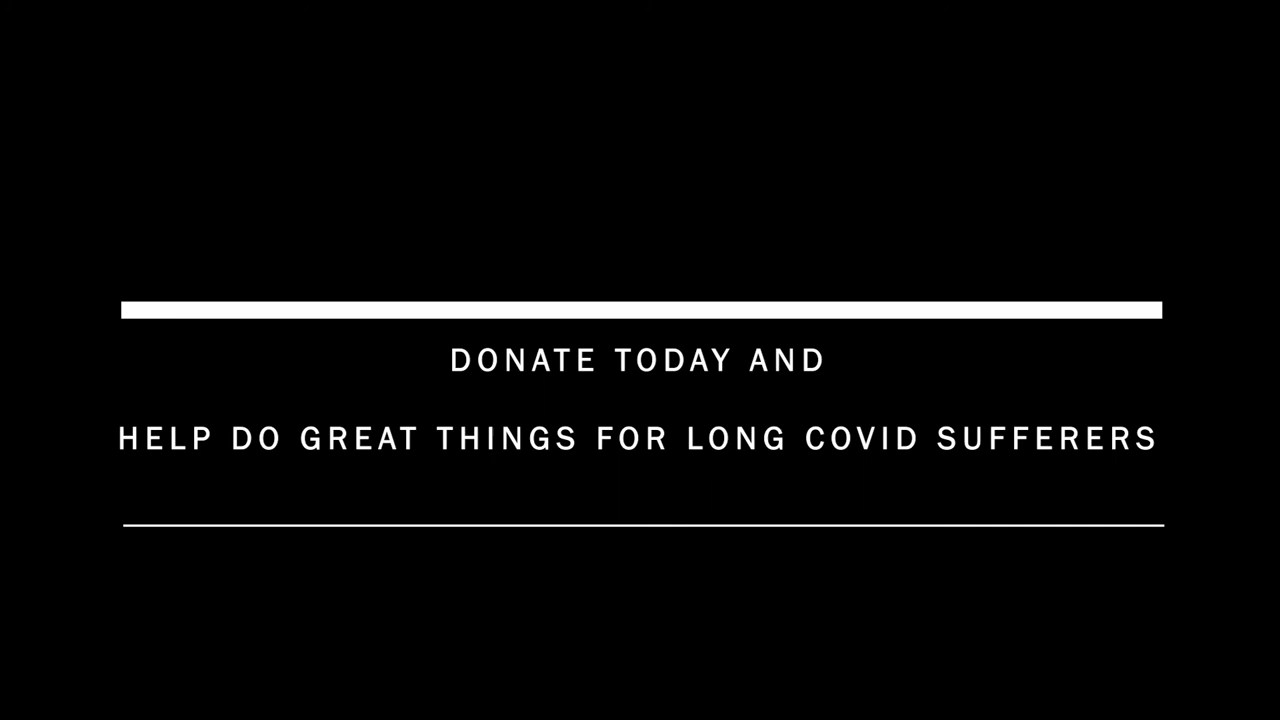 DONATE TODAY AND
HELP DO GREAT THINGS FOR LONG COVID SUFFERERS